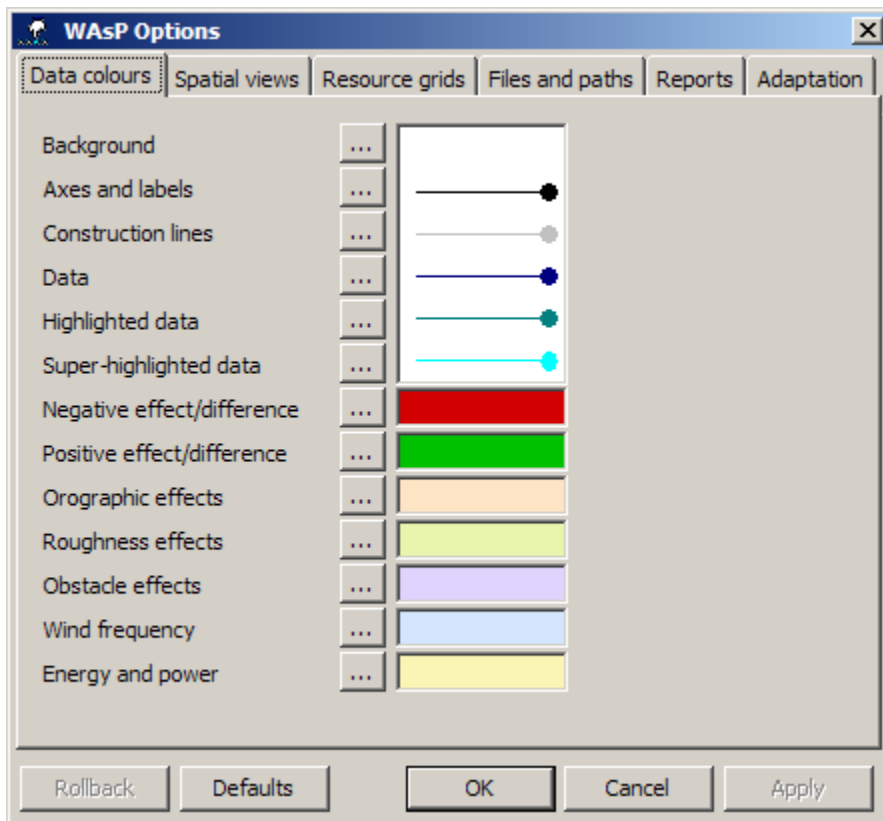 WAsP Options
Data colours Spatial views Resource grids Files and paths Reports Adaptation
Background ...
Axes and labels ...
Construction lines ...
Data ...
Highlighted data ...
Super-highlighted data ...
Negative effect/difference ...
Positive effect/difference ...
Orographic effects ...
Roughness effects ...
Obstacle effects ...
Wind frequency ...
Energy and power ...
Rollback Defaults OK Cancel Apply